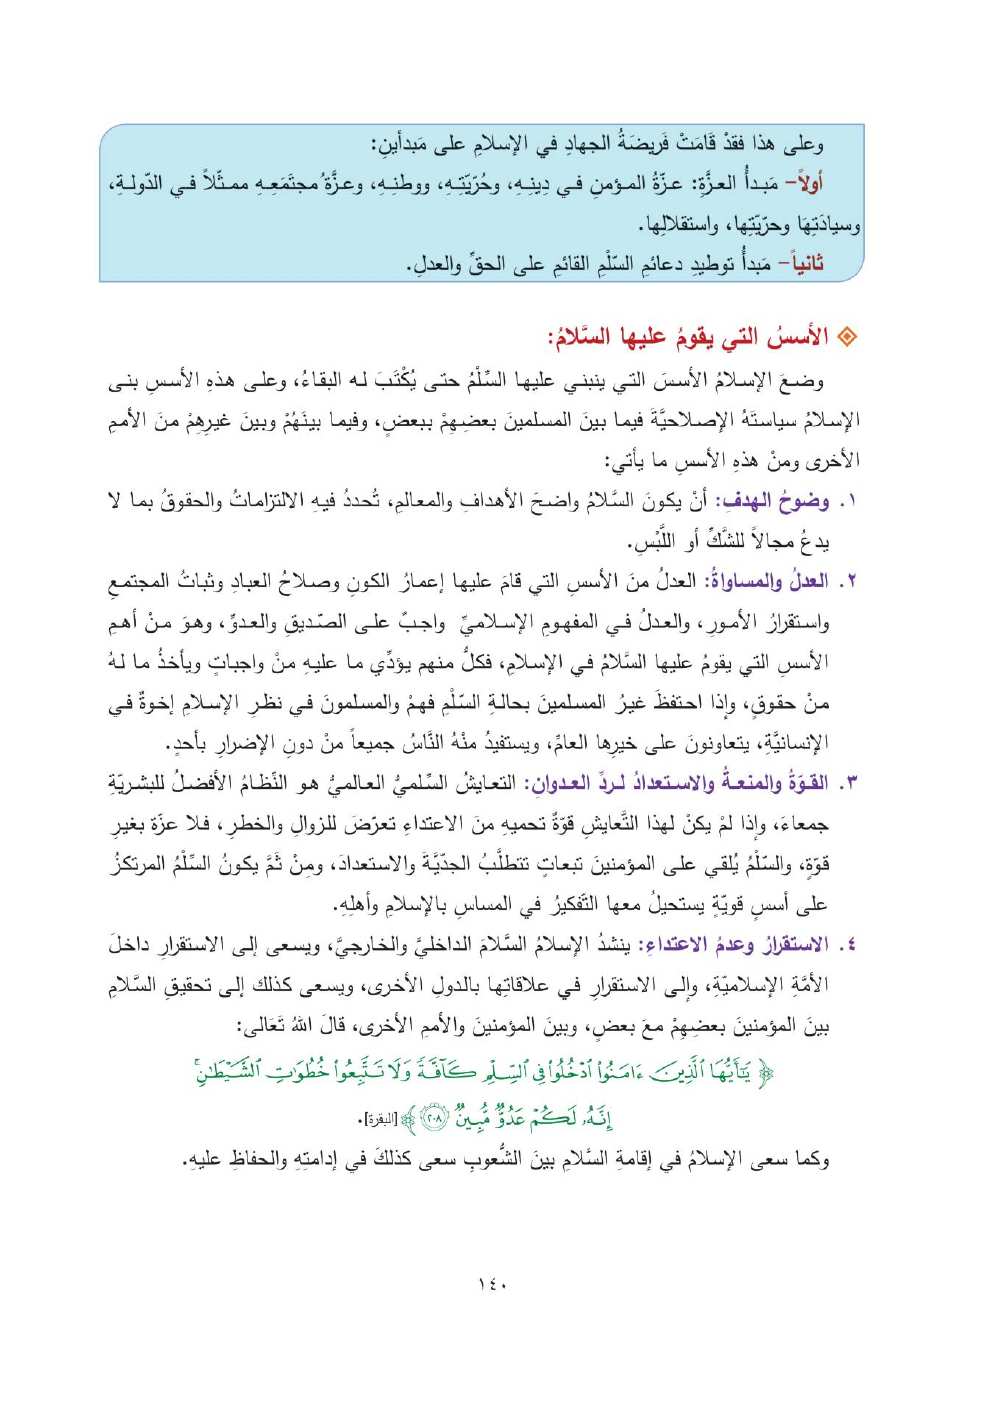 وعلى هذا فقدْ قَامَتْ فَريضَةُ الجهادِ في الإسلامِ على مَبدأينِ:
أولاً– مَبدأُ العزَّةِ: عزّةُ المؤمنِ في دِينِهِ، وحُرّيّتِهِ، ووطنِهِ، وعزَّةُ مجتَمَعِهِ ممثّلاً في الدّولةِ،
وسيادَتِهَا وحرّيّتِها، واستقلالِها.
ثانياً– مَبدأُ توطيدِ دعائمِ السّلْمِ القائمِ على الحقِّ والعدلِ.
الأسسُ التي يقومُ عليها السَّلامُ:
وضعَ الإسلامُ الأسسَ التي ينبني عليها السِّلْمُ حتى يُكْتَبَ له البقاءُ، وعلى هذهِ الأسسِ بنى
الإسلامُ سياستَهُ الإصلاحيَّةَ فيما بينَ المسلمينَ بعضهِمْ ببعضٍ، وفيما بينَهُمْ وبينَ غيرِهِمْ منَ الأممِ
الأخرى ومنْ هذهِ الأسسِ ما يأتي:
١. وضوحُ الهدفِ: أنْ يكونَ السَّلامُ واضحَ الأهدافِ والمعالمِ، تُحددُ فيهِ الالتزاماتُ والحقوقُ بما لا
يدعُ مجالاً للشَّكِّ أو اللَّبْسِ.
٢. العدلُ والمساواةُ: العدلُ منَ الأسسِ التي قامَ عليها إعمارُ الكونِ وصلاحُ العبادِ وثباتُ المجتمعِ
واستقرارُ الأمورِ، والعدلُ في المفهومِ الإسلاميِّ واجبٌ على الصّديقِ والعدوِّ، وهوَ منْ أهمِ
الأسسِ التي يقومُ عليها السَّلامُ في الإسلامِ، فكلُّ منهم يؤدِّي ما عليهِ منْ واجباتٍ ويأخذُ ما لهُ
منْ حقوقٍ، وإذا احتفظَ غيرُ المسلمينَ بحالةِ السّلْمِ فهمْ والمسلمونَ في نظرِ الإسلامِ إخوةٌ في
الإنسانيَّةِ، يتعاونونَ على خيرِها العامِّ، ويستفيدُ منْهُ النَّاسُ جميعاً منْ دونِ الإضرارِ بأحدٍ.
٣. القوّةُ والمنعةُ والاستعدادُ لردِّ العدوانِ: التعايشُ السِّلميُّ العالميُّ هو النّظامُ الأفضلُ للبشريّةِ
جمعاءَ، وإذا لمْ يكنْ لهذا التَّعايشِ قوّةٌ تحميهِ منَ الاعتداءِ تعرّضَ للزوالِ والخطرِ، فلا عزّة بغيرِ
قوّةٍ، والسّلْمُ يُلقي على المؤمنينَ تبعاتٍ تتطلَّبُ الجدّيَّةَ والاستعدادَ، ومِنْ ثَمَّ يكونُ السِّلْمُ المرتكزُ
على أسسٍ قويّةٍ يستحيلُ معها التّفكيرُ في المساسِ بالإسلامِ وأهلِهِ.
٤. الاستقرارُ وعدمُ الاعتداءِ: ينشدُ الإسلامُ السَّلامَ الداخليَّ والخارجيَّ، ويسعى إلى الاستقرارِ داخلَ
الأمَّةِ الإسلاميّةِ، وإلى الاستقرارِ في علاقاتِها بالدولِ الأخرى، ويسعى كذلك إلى تحقيقِ السَّلامِ
بينَ المؤمنينَ بعضِهِمْ معَ بعضٍ، وبينَ المؤمنينَ والأممِ الأخرى، قالَ اللهُ تَعَالى:
﴿ يَٰٓأَيُّهَا ٱلَّذِينَ ءَامَنُوا۟ ٱدْخُلُوا۟ فِى ٱلسِّلْمِ كَآفَّةً وَلَا تَتَّبِعُوا۟ خُطُوَٰتِ ٱلشَّيْطَٰنِ ۚ
إِنَّهُۥ لَكُمْ عَدُوٌّ مُّبِينٌ ٢٠٨ ﴾ [البقرة].
وكما سعى الإسلامُ في إقامةِ السَّلامِ بينَ الشُّعوبِ سعى كذلكَ في إدامتهِ والحفاظِ عليهِ.
١٤٠